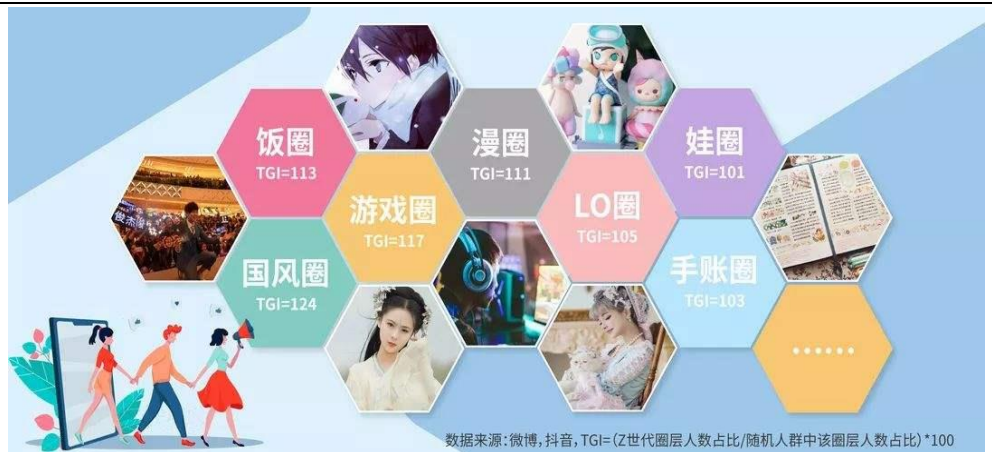 饭圈
TGI=113
漫圈
TGI=111
娃圈
TGI=101
游戏圈
TGI=117
LO圈
TGI=105
俊杰
国风圈
TGI=124
手账圈
TGI=103
......
数据来源:微博,抖音,TGI=(Z世代圈层人数占比/随机人群中该圈层人数占比)*100